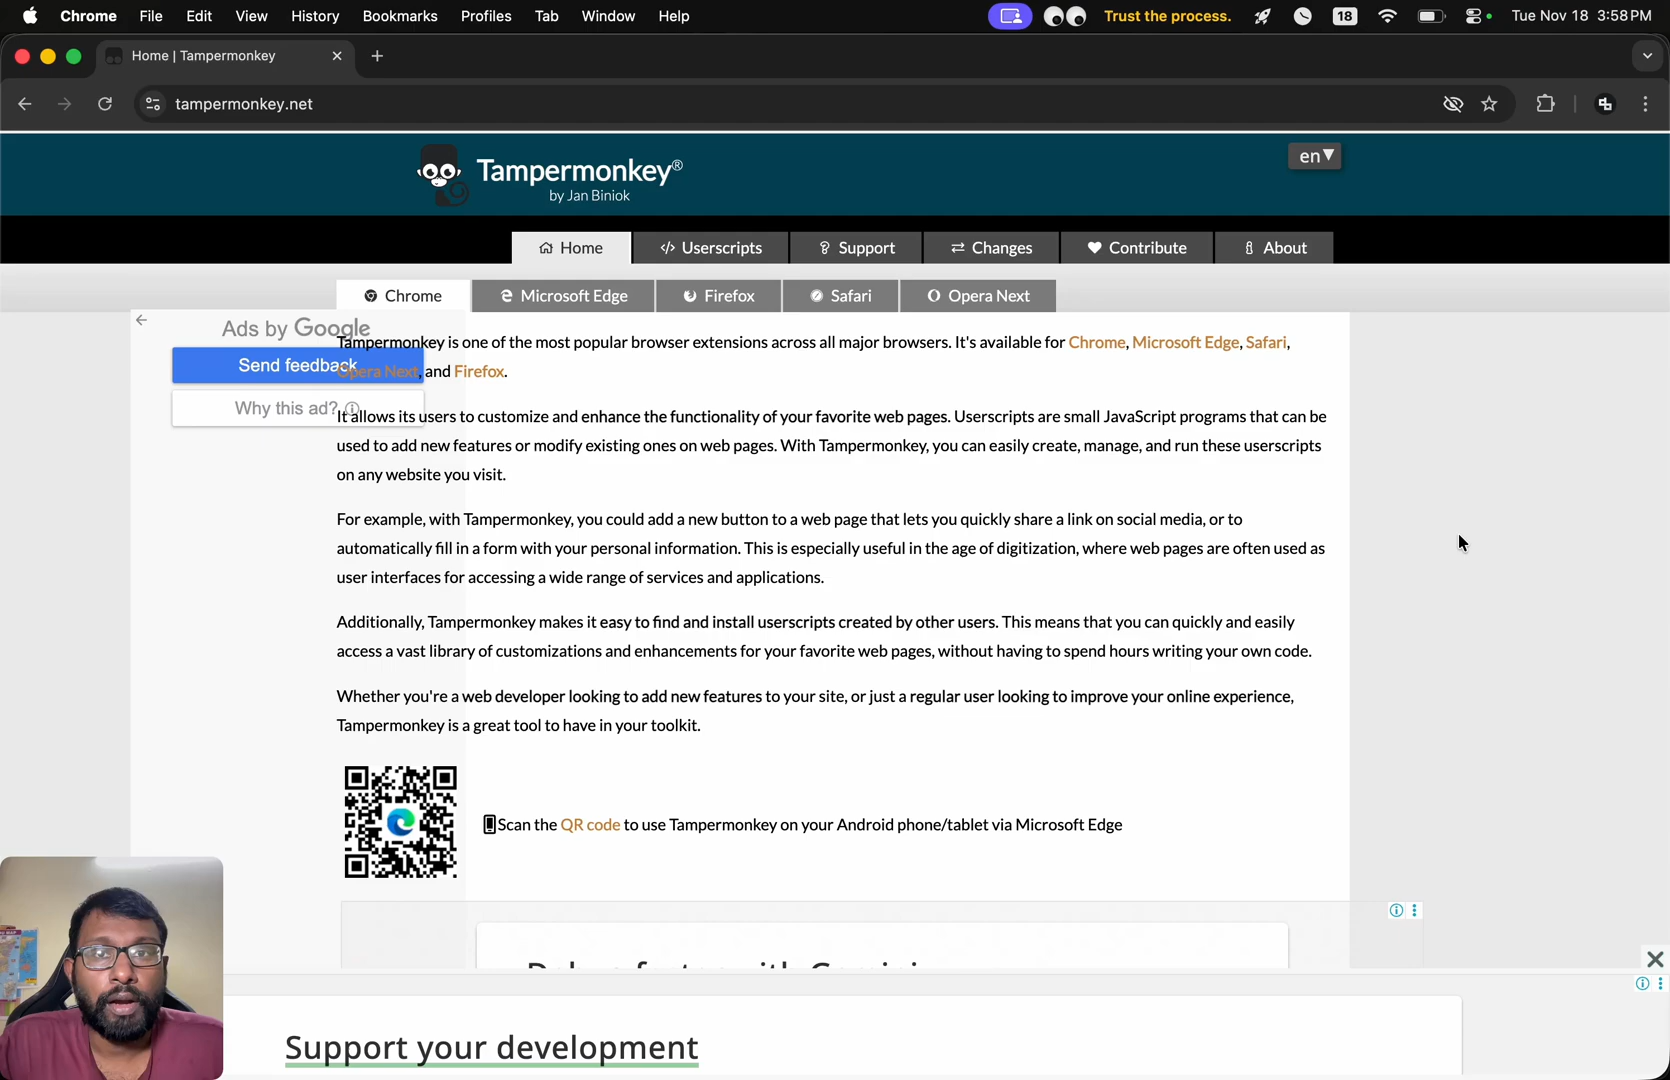 Chrome File Edit View History Bookmarks Profiles Tab Window Help Trust the process. 18 Tue Nov 18 3:58 PM
Home | Tampermonkey
tampermonkey.net
Tampermonkey®
by Jan Biniok
en▼
Home Userscripts Support Changes Contribute About
Chrome Microsoft Edge Firefox Safari Opera Next
Ads by Google
Send feedback
Why this ad?
Tampermonkey is one of the most popular browser extensions across all major browsers. It's available for Chrome, Microsoft Edge, Safari,
Opera Next, and Firefox.
It allows its users to customize and enhance the functionality of your favorite web pages. Userscripts are small JavaScript programs that can be
used to add new features or modify existing ones on web pages. With Tampermonkey, you can easily create, manage, and run these userscripts
on any website you visit.
For example, with Tampermonkey, you could add a new button to a web page that lets you quickly share a link on social media, or to
automatically fill in a form with your personal information. This is especially useful in the age of digitization, where web pages are often used as
user interfaces for accessing a wide range of services and applications.
Additionally, Tampermonkey makes it easy to find and install userscripts created by other users. This means that you can quickly and easily
access a vast library of customizations and enhancements for your favorite web pages, without having to spend hours writing your own code.
Whether you're a web developer looking to add new features to your site, or just a regular user looking to improve your online experience,
Tampermonkey is a great tool to have in your toolkit.
Scan the QR code to use Tampermonkey on your Android phone/tablet via Microsoft Edge
Support your development